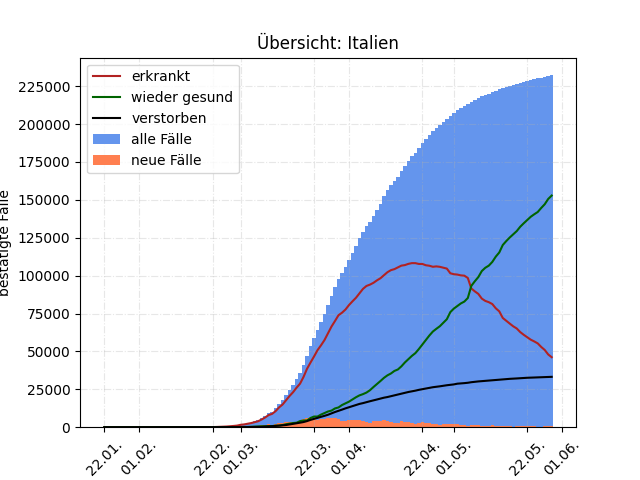 Übersicht: Italien
erkrankt
wieder gesund
verstorben
alle Fälle
neue Fälle
bestätigte Fälle
225000
200000
175000
150000
125000
100000
75000
50000
25000
0
22.01.
01.02.
22.02.
01.03.
22.03.
01.04.
22.04.
01.05.
22.05.
01.06.